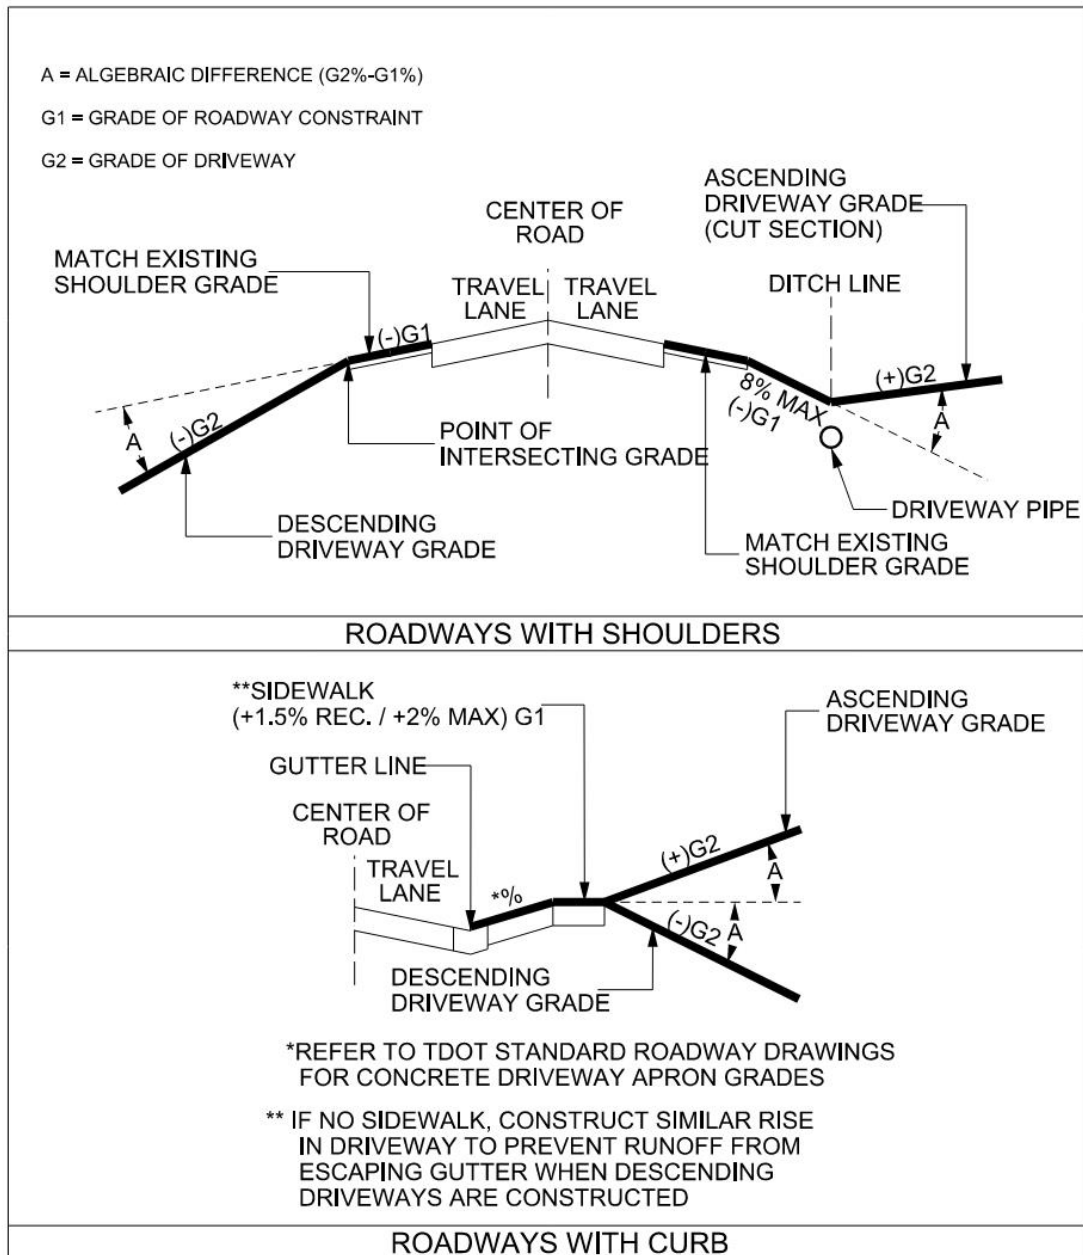 A = ALGEBRAIC DIFFERENCE (G2%-G1%)
G1 = GRADE OF ROADWAY CONSTRAINT
G2 = GRADE OF DRIVEWAY
ASCENDING
DRIVEWAY GRADE
(CUT SECTION)
CENTER OF
ROAD
MATCH EXISTING
SHOULDER GRADE
TRAVEL
LANE
TRAVEL
LANE
DITCH LINE
(-)G1
(+)G2
8% MAX
(-)G1
A
(-)G2
A
POINT OF
INTERSECTING GRADE
DRIVEWAY PIPE
DESCENDING
DRIVEWAY GRADE
MATCH EXISTING
SHOULDER GRADE
ROADWAYS WITH SHOULDERS
**SIDEWALK
(+1.5% REC. / +2% MAX) G1
ASCENDING
DRIVEWAY GRADE
GUTTER LINE
CENTER OF
ROAD
TRAVEL
LANE
*%
(+)G2
A
(-)G2
A
DESCENDING
DRIVEWAY GRADE
*REFER TO TDOT STANDARD ROADWAY DRAWINGS
FOR CONCRETE DRIVEWAY APRON GRADES
** IF NO SIDEWALK, CONSTRUCT SIMILAR RISE
IN DRIVEWAY TO PREVENT RUNOFF FROM
ESCAPING GUTTER WHEN DESCENDING
DRIVEWAYS ARE CONSTRUCTED
ROADWAYS WITH CURB